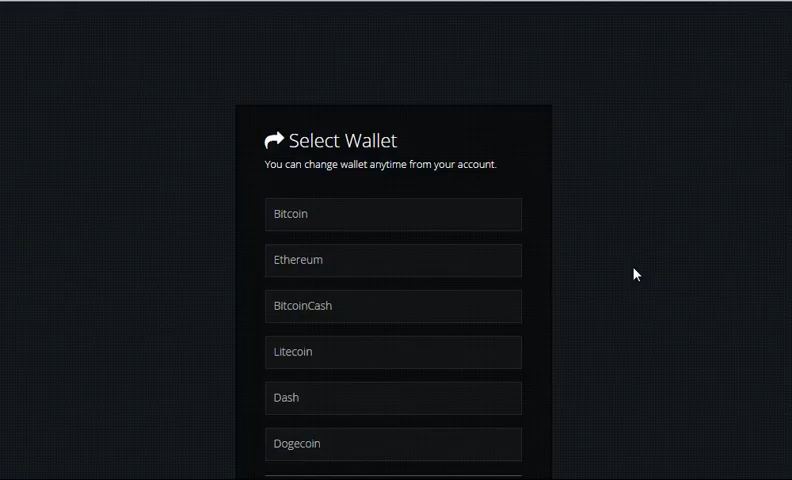 Select Wallet
You can change wallet anytime from your account.
Bitcoin
Ethereum
BitcoinCash
Litecoin
Dash
Dogecoin